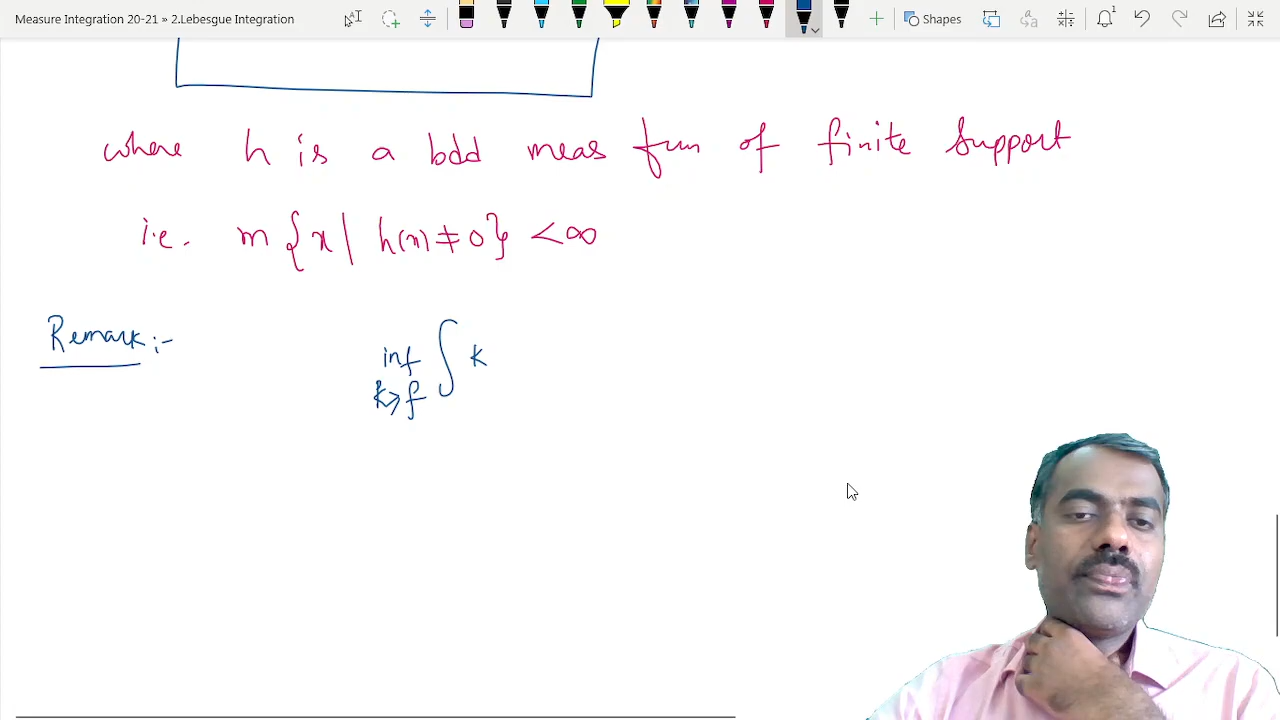 Measure Integration 20-21 » 2.Lebesgue Integration
Shapes
where h is a bdd meas fun of finite support
i.e. m {x | h(x) ≠ 0} < ∞
Remark :-
inf ∫ k
k ≥ f